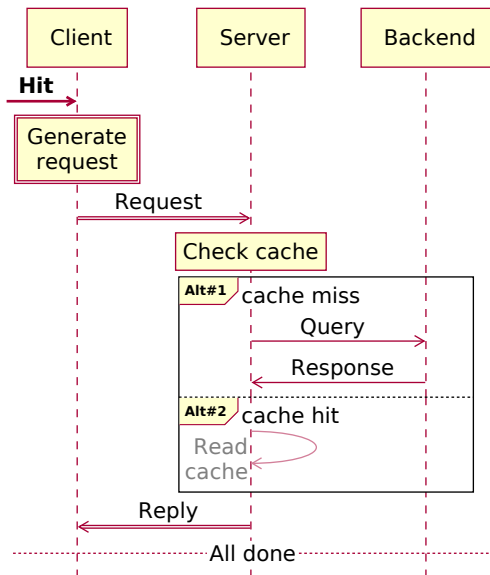 Client
Server
Backend
Hit
Generate
request
Request
Check cache
Alt#1 cache miss
Query
Response
Alt#2 cache hit
Read
cache
Reply
All done